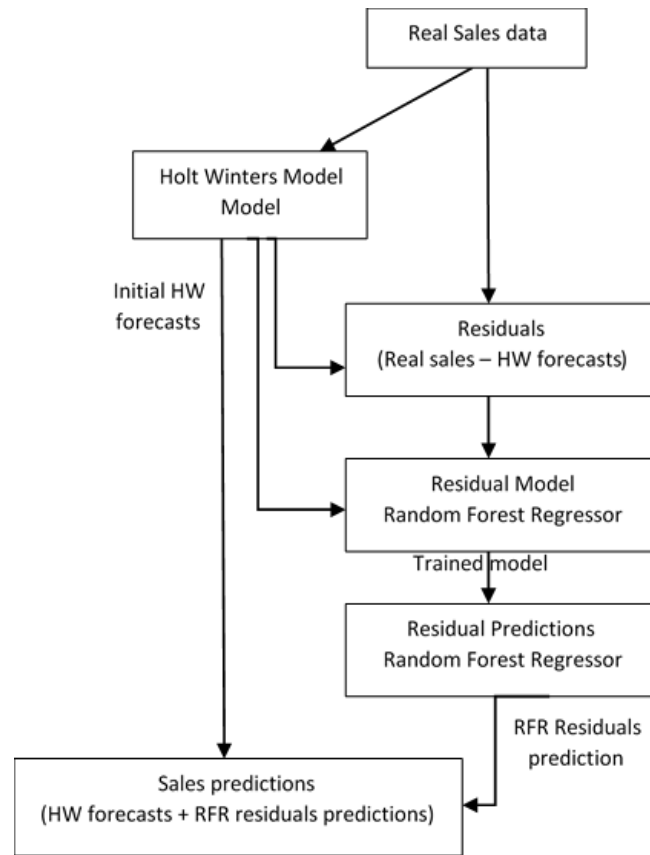 Real Sales data
Holt Winters Model
Model
Initial HW
forecasts
Residuals
(Real sales – HW forecasts)
Residual Model
Random Forest Regressor
Trained model
Residual Predictions
Random Forest Regressor
RFR Residuals
prediction
Sales predictions
(HW forecasts + RFR residuals predictions)